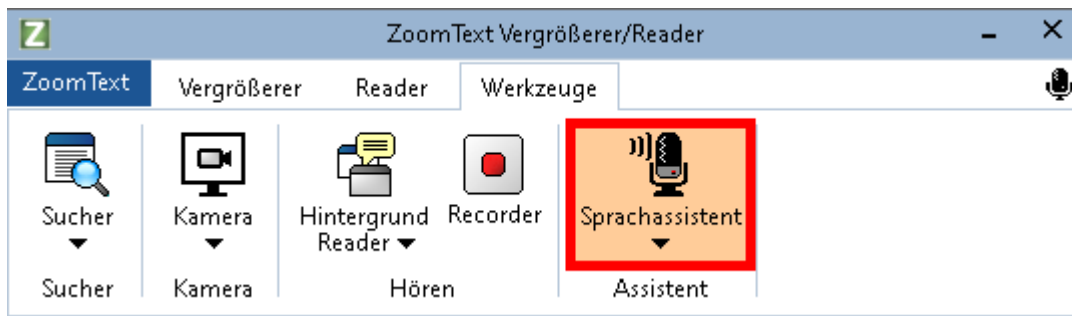 Z
ZoomText Vergrößerer/Reader
ZoomText Vergrößerer Reader Werkzeuge
Sucher Kamera Hintergrund Reader Recorder Sprachassistent
Sucher Kamera Hören Assistent